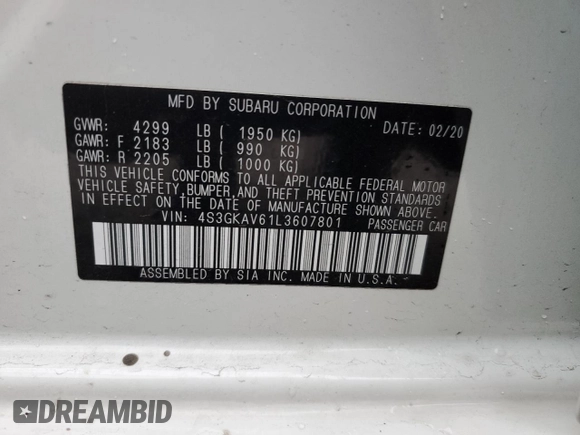 MFD BY SUBARU CORPORATION
GVWR: 4299 LB ( 1950 KG) DATE: 02/20
GAWR: F 2183 LB ( 990 KG)
GAWR: R 2205 LB ( 1000 KG)
THIS VEHICLE CONFORMS TO ALL APPLICABLE FEDERAL MOTOR
VEHICLE SAFETY,BUMPER,AND THEFT PREVENTION STANDARDS
IN EFFECT ON THE DATE OF MANUFACTURE SHOWN ABOVE.
VIN: 4S3GKAV61L3607801 PASSENGER CAR
ASSEMBLED BY SIA INC. MADE IN U.S.A.
DREAMBID